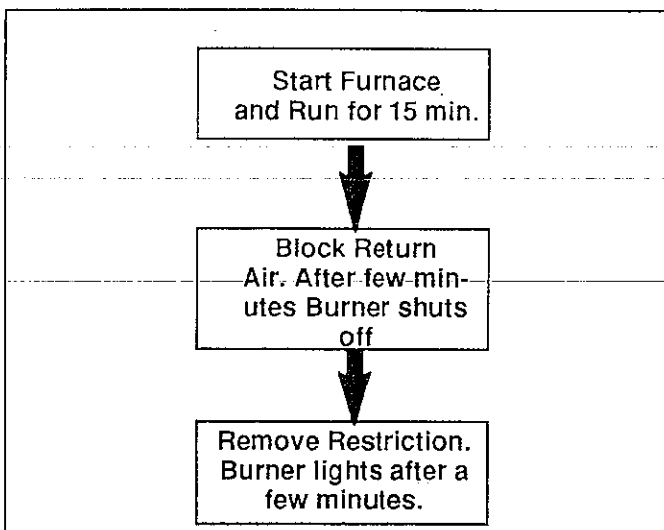 Start Furnace
and Run for 15 min.
Block Return
Air. After few min-
utes Burner shuts
off
Remove Restriction.
Burner lights after a
few minutes.